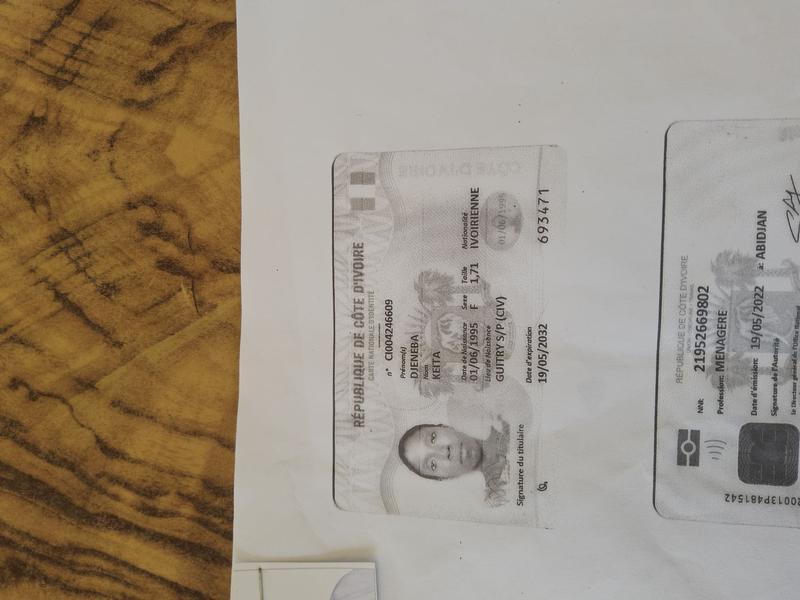 RÉPUBLIQUE DE CÔTE D'IVOIRE
CARTE NATIONALE D'IDENTITÉ
n° CI004246609
Prénom(s)
DJENEBA
Nom
KEITA
Date de Naissance Sexe Taille Nationalité
01/06/1995 F 1,71 IVOIRIENNE
Lieu de Naissance
GUITRY S/P (CIV)
01/06/1995
Date d'expiration
19/05/2032
693471
Signature du titulaire
CÔTE D'IVOIRE
RÉPUBLIQUE DE CÔTE D'IVOIRE
NNI: 21952669802
Profession: MENAGERE
Date d'émission: 19/05/2022 à: ABIDJAN
Signature de l'Autorité